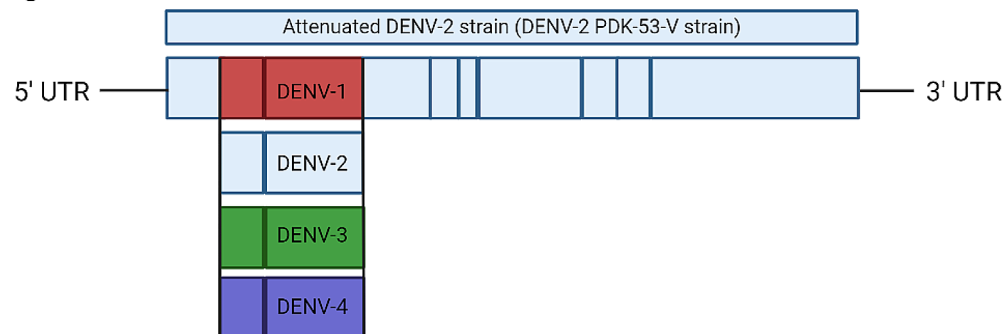 Attenuated DENV-2 strain (DENV-2 PDK-53-V strain)
5' UTR
DENV-1
3' UTR
DENV-2
DENV-3
DENV-4